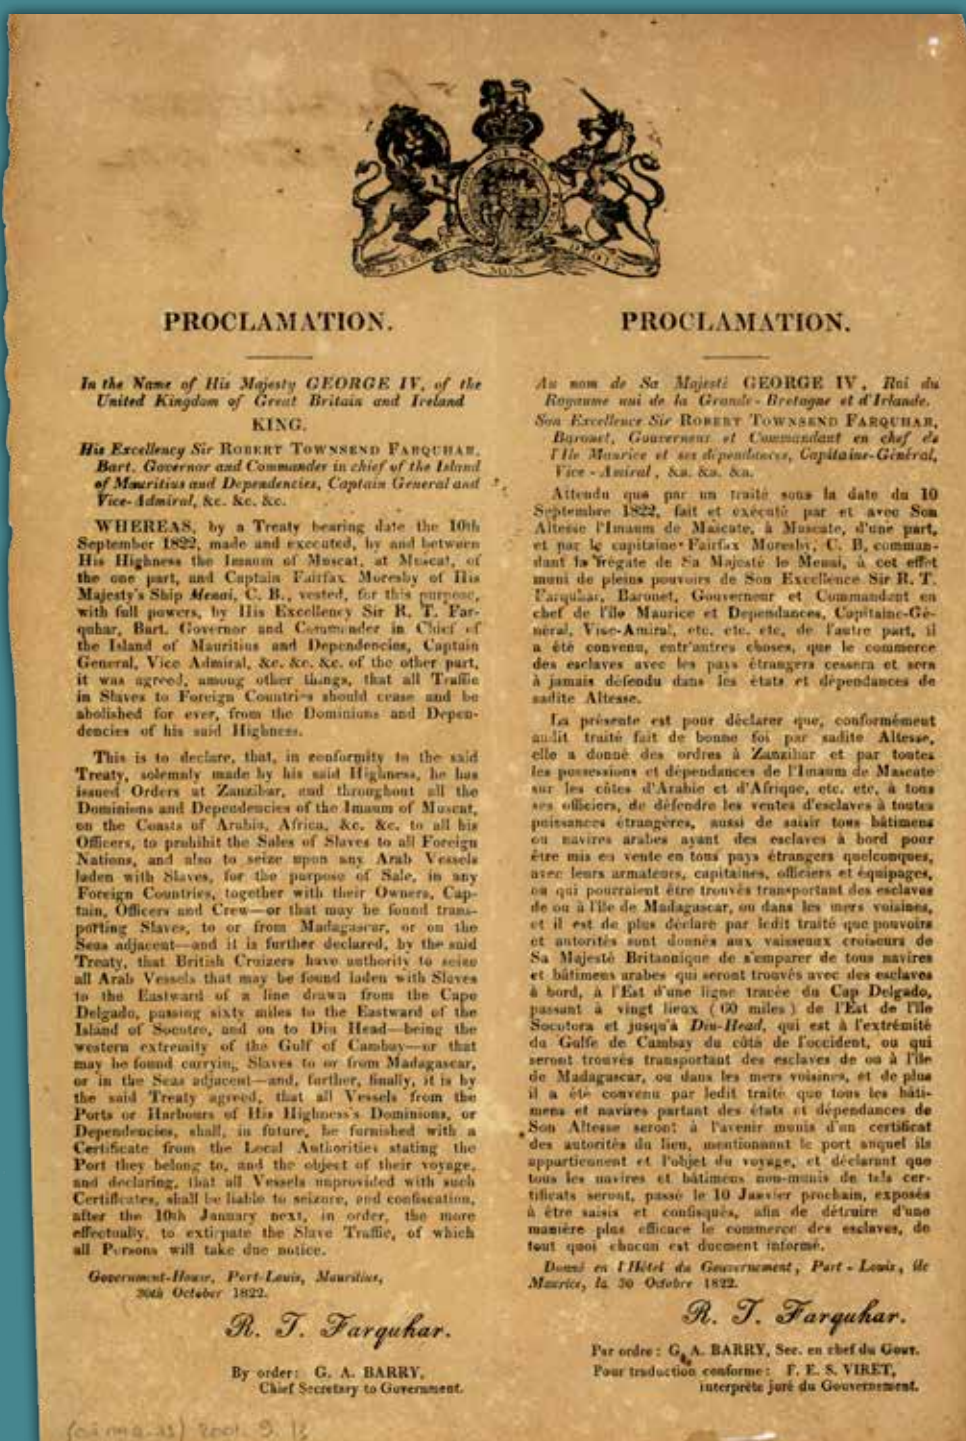 DIEU ET MON DROIT
PROCLAMATION.
In the Name of His Majesty GEORGE IV, of the
United Kingdom of Great Britain and Ireland
KING.
His Excellency Sir ROBERT TOWNSEND FARQUHAR,
Bart. Governor and Commander in chief of the Island
of Mauritius and Dependencies, Captain General and
Vice-Admiral, &c. &c. &c.
WHEREAS, by a Treaty bearing date the 10th
September 1822, made and executed, by and between
His Highness the Imaum of Muscat, at Muscat, of
the one part, and Captain Fairfax Moresby of His
Majesty's Ship Menai, C. B., vested, for this purpose,
with full powers, by His Excellency Sir R. T. Far-
quhar, Bart. Governor and Commander in Chief of
the Island of Mauritius and Dependencies, Captain
General, Vice Admiral, &c. &c. &c. of the other part,
it was agreed, among other things, that all Traffic
in Slaves to Foreign Countries should cease and be
abolished for ever, from the Dominions and Depen-
dencies of his said Highness.
This is to declare, that, in conformity to the said
Treaty, solemnly made by his said Highness, he has
issued Orders at Zanzibar, and throughout all the
Dominions and Dependencies of the Imaum of Muscat,
on the Coasts of Arabia, Africa, &c. &c. to all his
Officers, to prohibit the Sales of Slaves to all Foreign
Nations, and also to seize upon any Arab Vessels
laden with Slaves, for the purpose of Sale, in any
Foreign Countries, together with their Owners, Cap-
tain, Officers and Crew—or that may be found trans-
porting Slaves, to or from Madagascar, or on the
Seas adjacent—and it is further declared, by the said
Treaty, that British Cruizers have authority to seize
all Arab Vessels that may be found laden with Slaves
to the Eastward of a line drawn from the Cape
Delgado, passing sixty miles to the Eastward of the
Island of Socotro, and on to Diu Head—being the
western extremity of the Gulf of Cambay—or that
may be found carrying Slaves to or from Madagascar,
or in the Seas adjacent—and, further, finally, it is by
the said Treaty agreed, that all Vessels from the
Ports or Harbours of His Highness's Dominions, or
Dependencies, shall, in future, be furnished with a
Certificate from the Local Authorities stating the
Port they belong to, and the object of their voyage,
and declaring, that all Vessels unprovided with such
Certificates, shall be liable to seizure, and confiscation,
after the 10th January next, in order, the more
effectually, to extirpate the Slave Traffic, of which
all Persons will take due notice.
Government-House, Port-Louis, Mauritius,
30th October 1822.
R. T. Farquhar.
By order: G. A. BARRY,
Chief Secretary to Government.
PROCLAMATION.
Au nom de Sa Majesté GEORGE IV, Roi du
Royaume uni de la Grande-Bretagne et d'Irlande.
Son Excellence Sir ROBERT TOWNSEND FARQUHAR,
Baronet, Gouverneur et Commandant en chef de
l'Ile Maurice et ses dépendances, Capitaine-Général,
Vice-Amiral, &a. &a. &a.
Attendu que par un traité sous la date du 10
Septembre 1822, fait et exécuté par et avec Son
Altesse l'Imaum de Mascate, à Mascate, d'une part,
et par le capitaine Fairfax Moresby, C. B, comman-
dant la frégate de Sa Majesté le Menai, à cet effet
muni de pleins pouvoirs de Son Excellence Sir R. T.
Farquhar, Baronet, Gouverneur et Commandant en
chef de l'île Maurice et Dependances, Capitaine-Gé-
néral, Vice-Amiral, etc. etc. etc, de l'autre part, il
a été convenu, entr'autres choses, que le commerce
des esclaves avec les pays étrangers cessera et sera
à jamais défendu dans les états et dépendances de
sadite Altesse.
La présente est pour déclarer que, conformément
audit traité fait de bonne foi par sadite Altesse,
elle a donné des ordres à Zanzibar et par toutes
les possessions et dépendances de l'Imaum de Mascate
sur les côtes d'Arabie et d'Afrique, etc. etc, à tous
ses officiers, de défendre les ventes d'esclaves à toutes
puissances étrangères, aussi de saisir tous bâtimens
ou navires arabes ayant des esclaves à bord pour
être mis en vente en tous pays étrangers quelconques,
avec leurs armateurs, capitaines, officiers et équipages,
ou qui pourraient être trouvés transportant des esclaves
de ou à l'île de Madagascar, ou dans les mers voisines,
et il est de plus déclaré par ledit traité que pouvoirs
et autorités sont donnés aux vaisseaux croiseurs de
Sa Majesté Britannique de s'emparer de tous navires
et bâtimens arabes qui seront trouvés avec des esclaves
à bord, à l'Est d'une ligne tracée du Cap Delgado,
passant à vingt lieux (60 miles) de l'Est de l'île
Socotora et jusqu'à Diu-Head, qui est à l'extrémité
du Golfe de Cambay du côté de l'occident, ou qui
seront trouvés transportant des esclaves de ou à l'île
de Madagascar, ou dans les mers voisines, et de plus
il a été convenu par ledit traité que tous les bâti-
mens et navires partant des états et dépendances de
Son Altesse seront à l'avenir munis d'un certificat
des autorités du lieu, mentionnant le port auquel ils
appartiennent et l'objet du voyage, et déclarant que
tous les navires et bâtimens non-munis de tels cer-
tificats seront, passé le 10 Janvier prochain, exposés
à être saisis et confisqués, afin de détruire d'une
manière plus efficace le commerce des esclaves, de
tout quoi chacun est duement informé.
Donné en l'Hôtel du Gouvernement, Port-Louis, île
Maurice, la 30 Octobre 1822.
R. T. Farquhar.
Par ordre: G. A. BARRY, Sec. en chef du Gouv.
Pour traduction conforme: F. E. S. VIRET,
interprète juré du Gouvernement.
2001. 9. 13